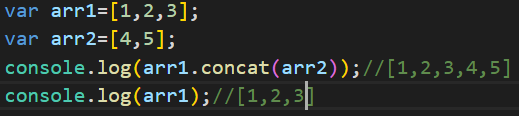 var arr1=[1,2,3];
var arr2=[4,5];
console.log(arr1.concat(arr2));//[1,2,3,4,5]
console.log(arr1);//[1,2,3]